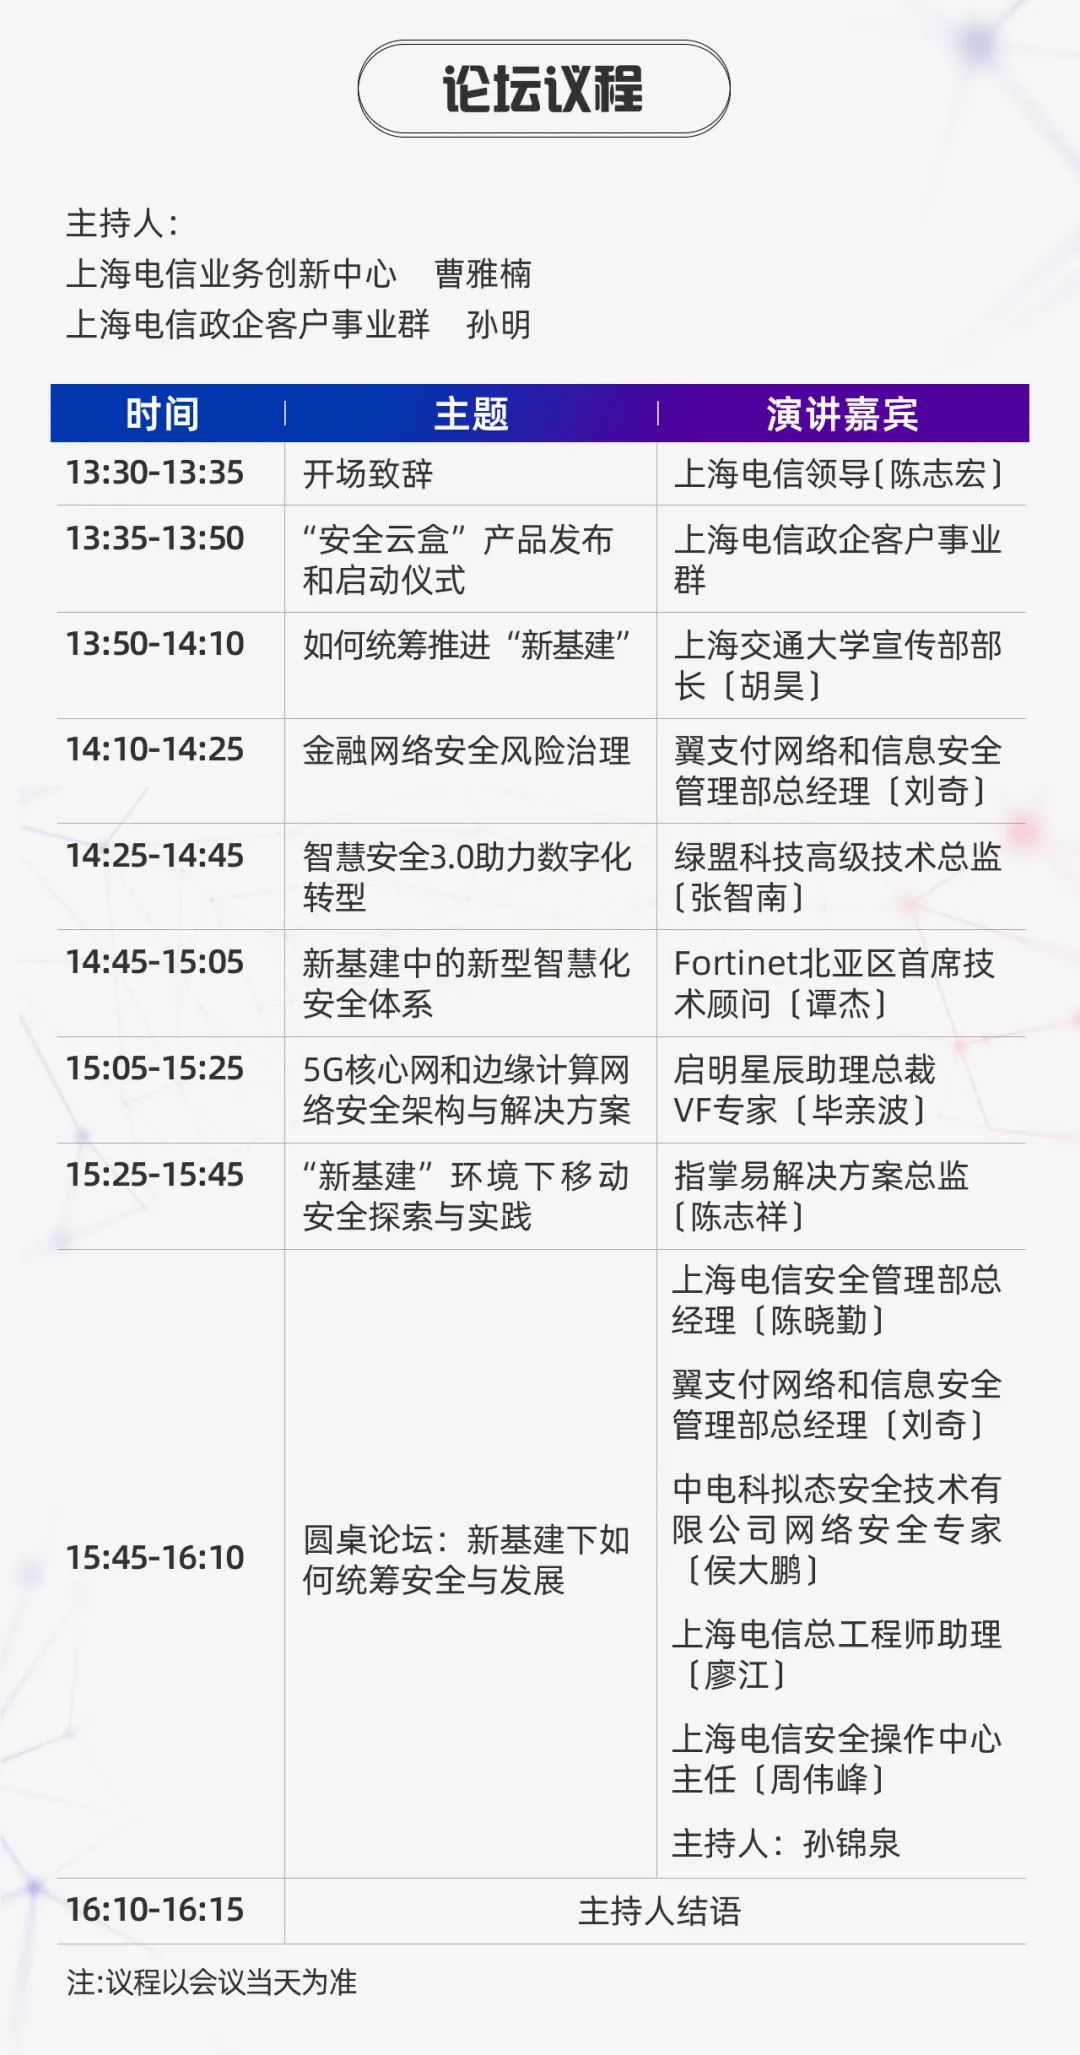 论坛议程
主持人：
上海电信业务创新中心 曹雅楠
上海电信政企客户事业群 孙明
时间 主题 演讲嘉宾
13:30-13:35 开场致辞 上海电信领导〔陈志宏〕
13:35-13:50 “安全云盒”产品发布 上海电信政企客户事业
和启动仪式 群
13:50-14:10 如何统筹推进“新基建” 上海交通大学宣传部部
长〔胡昊〕
14:10-14:25 金融网络安全风险治理 翼支付网络和信息安全
管理部总经理〔刘奇〕
14:25-14:45 智慧安全3.0助力数字化 绿盟科技高级技术总监
转型 〔张智南〕
14:45-15:05 新基建中的新型智慧化 Fortinet北亚区首席技
安全体系 术顾问〔谭杰〕
15:05-15:25 5G核心网和边缘计算网 启明星辰助理总裁
络安全架构与解决方案 VF专家〔毕亲波〕
15:25-15:45 “新基建”环境下移动 指掌易解决方案总监
安全探索与实践 〔陈志祥〕
15:45-16:10 圆桌论坛：新基建下如
何统筹安全与发展
上海电信安全管理部总
经理〔陈晓勤〕
翼支付网络和信息安全
管理部总经理〔刘奇〕
中电科拟态安全技术有
限公司网络安全专家
〔侯大鹏〕
上海电信总工程师助理
〔廖江〕
上海电信安全操作中心
主任〔周伟峰〕
主持人：孙锦泉
16:10-16:15 主持人结语
注:议程以会议当天为准